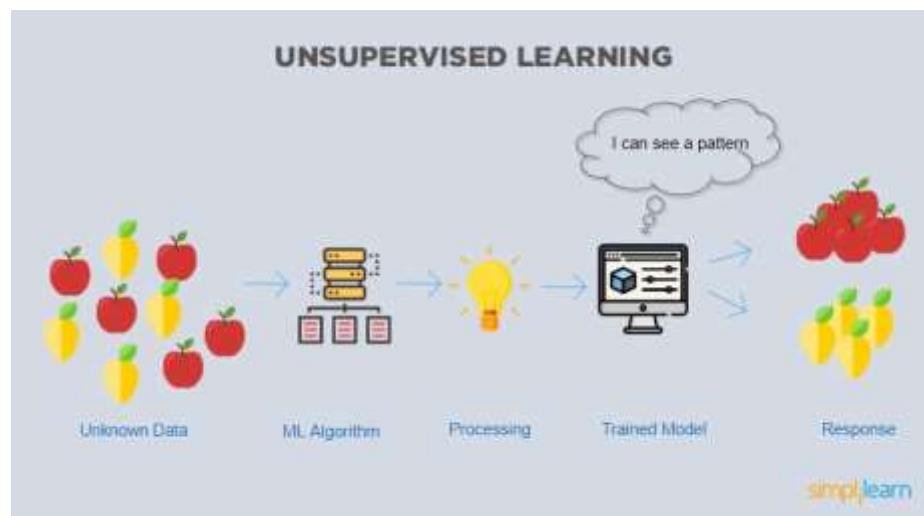 UNSUPERVISED LEARNING
I can see a pattern
Unknown Data
ML Algorithm
Processing
Trained Model
Response
simplilearn